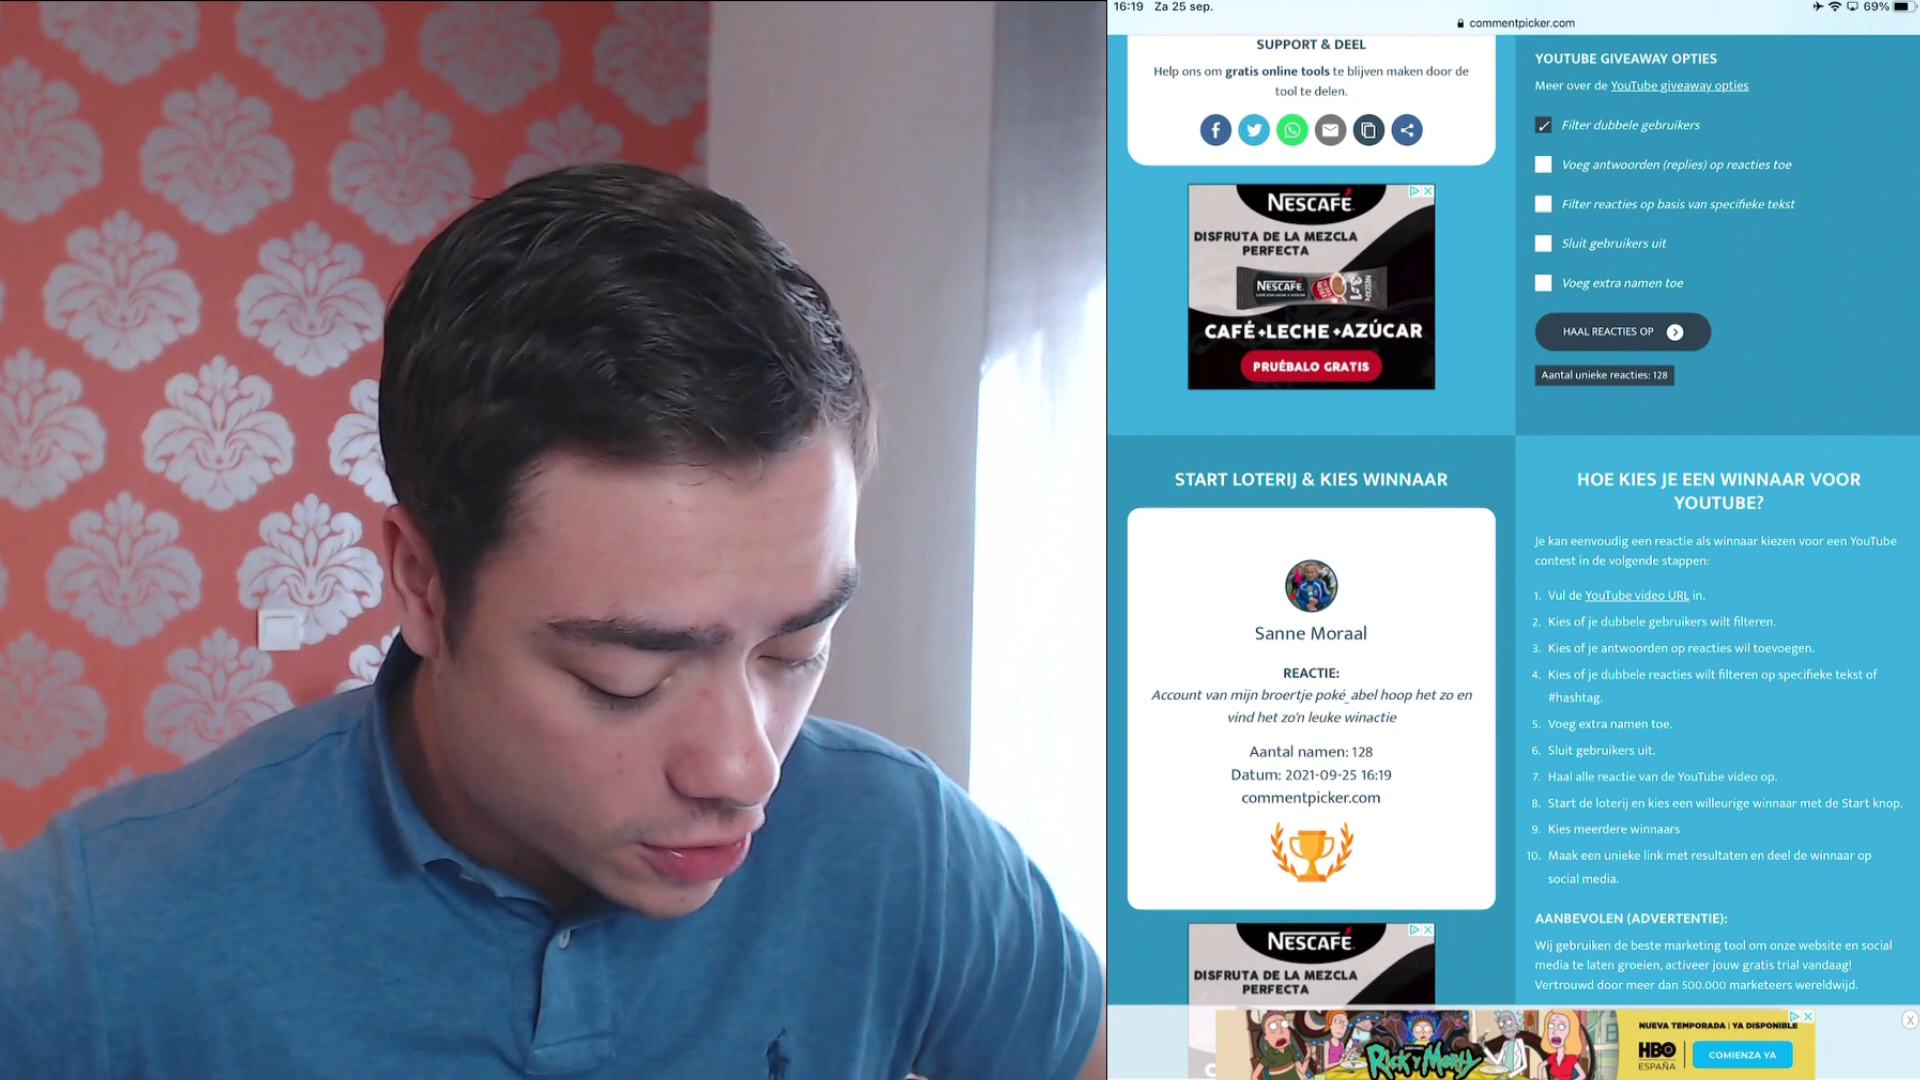 16:19 Za 25 sep.
69%
commentpicker.com
SUPPORT & DEEL
Help ons om gratis online tools te blijven maken door de
tool te delen.
NESCAFÉ
DISFRUTA DE LA MEZCLA
PERFECTA
NESCAFÉ
3en1
CAFÉ+LECHE+AZÚCAR
PRUÉBALO GRATIS
YOUTUBE GIVEAWAY OPTIES
Meer over de YouTube giveaway opties
Filter dubbele gebruikers
Voeg antwoorden (replies) op reacties toe
Filter reacties op basis van specifieke tekst
Sluit gebruikers uit
Voeg extra namen toe
HAAL REACTIES OP
Aantal unieke reacties: 128
START LOTERIJ & KIES WINNAAR
Sanne Moraal
REACTIE:
Account van mijn broertje poké_abel hoop het zo en
vind het zo'n leuke winactie
Aantal namen: 128
Datum: 2021-09-25 16:19
commentpicker.com
NESCAFÉ
DISFRUTA DE LA MEZCLA
PERFECTA
HOE KIES JE EEN WINNAAR VOOR
YOUTUBE?
Je kan eenvoudig een reactie als winnaar kiezen voor een YouTube
contest in de volgende stappen:
1. Vul de YouTube video URL in.
2. Kies of je dubbele gebruikers wilt filteren.
3. Kies of je antwoorden op reacties wil toevoegen.
4. Kies of je dubbele reacties wilt filteren op specifieke tekst of
#hashtag.
5. Voeg extra namen toe.
6. Sluit gebruikers uit.
7. Haal alle reactie van de YouTube video op.
8. Start de loterij en kies een willeurige winnaar met de Start knop.
9. Kies meerdere winnaars
10. Maak een unieke link met resultaten en deel de winnaar op
social media.
AANBEVOLEN (ADVERTENTIE):
Wij gebruiken de beste marketing tool om onze website en social
media te laten groeien, activeer jouw gratis trial vandaag!
Vertrouwd door meer dan 500.000 marketeers wereldwijd.
RICK Y MORTY
NUEVA TEMPORADA | YA DISPONIBLE
HBO
ESPAÑA
COMIENZA YA